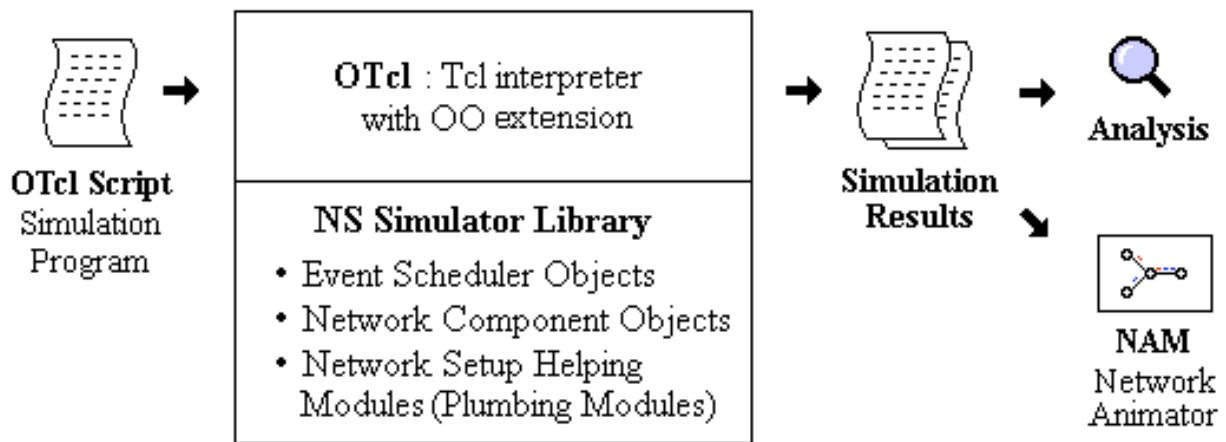 OTcl Script
Simulation
Program
OTcl : Tcl interpreter
with OO extension
NS Simulator Library
• Event Scheduler Objects
• Network Component Objects
• Network Setup Helping
Modules (Plumbing Modules)
Simulation
Results
Analysis
NAM
Network
Animator